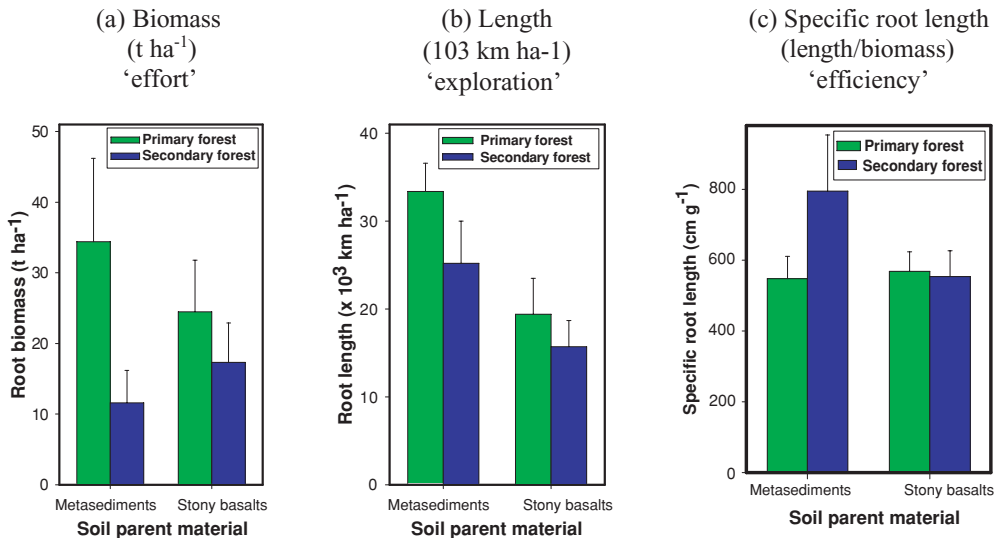 (a) Biomass
(t ha⁻¹)
‘effort’
(b) Length
(103 km ha-1)
‘exploration’
(c) Specific root length
(length/biomass)
‘efficiency’
Root biomass (t ha⁻¹)
50
40
30
20
10
0
Primary forest
Secondary forest
Metasediments
Stony basalts
Soil parent material
Root length (x 10³ km ha⁻¹)
40
30
20
10
0
Primary forest
Secondary forest
Metasediments
Stony basalts
Soil parent material
Specific root length (cm g⁻¹)
800
600
400
200
0
Primary forest
Secondary forest
Metasediments
Stony basalts
Soil parent material